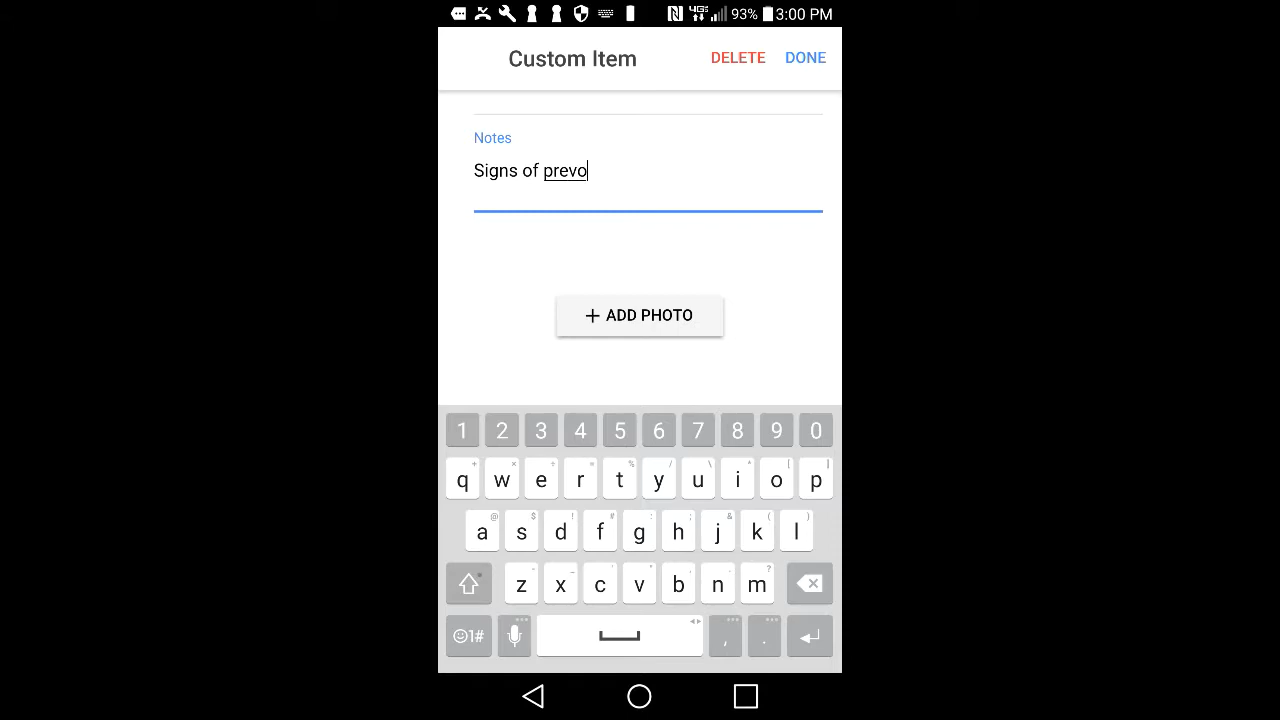 4G 93% 3:00 PM
Custom Item DELETE DONE
Notes
Signs of prevo
+ ADD PHOTO
1 2 3 4 5 6 7 8 9 0
q w e r t y u i o p
a s d f g h j k l
z x c v b n m
1# , .